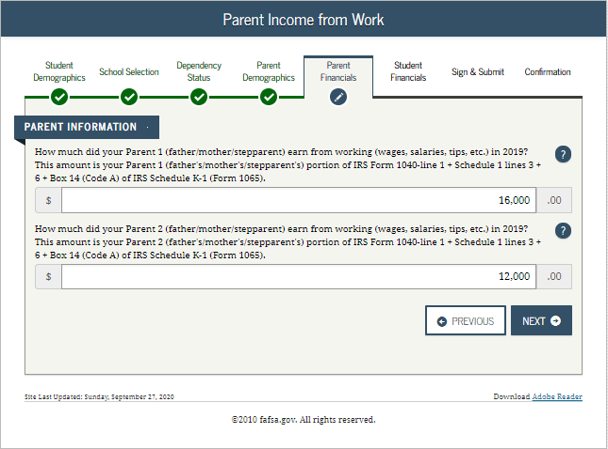 Parent Income from Work
Student Demographics
School Selection
Dependency Status
Parent Demographics
Parent Financials
Student Financials
Sign & Submit
Confirmation
PARENT INFORMATION
How much did your Parent 1 (father/mother/stepparent) earn from working (wages, salaries, tips, etc.) in 2019?
This amount is your Parent 1 (father's/mother's/stepparent's) portion of IRS Form 1040-line 1 + Schedule 1 lines 3 +
6 + Box 14 (Code A) of IRS Schedule K-1 (Form 1065).
?
$ 16,000 .00
How much did your Parent 2 (father/mother/stepparent) earn from working (wages, salaries, tips, etc.) in 2019?
This amount is your Parent 2 (father's/mother's/stepparent's) portion of IRS Form 1040-line 1 + Schedule 1 lines 3 +
6 + Box 14 (Code A) of IRS Schedule K-1 (Form 1065).
?
$ 12,000 .00
PREVIOUS
NEXT
Site Last Updated: Sunday, September 27, 2020
Download Adobe Reader
©2010 fafsa.gov. All rights reserved.